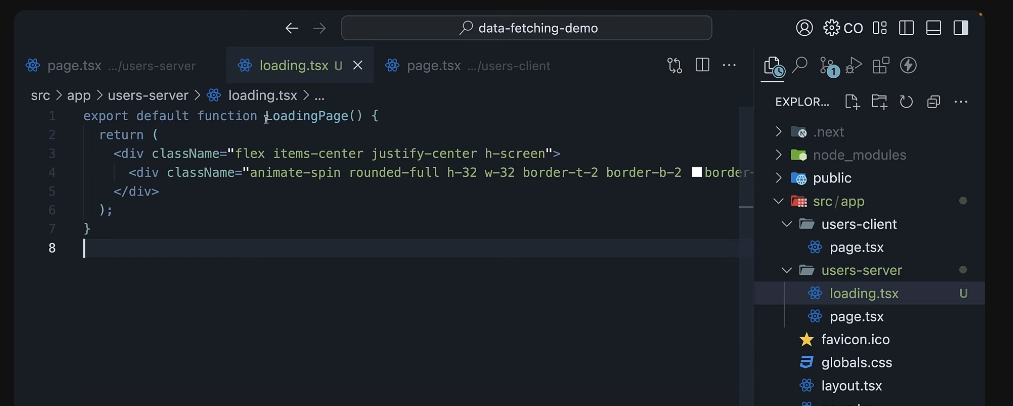 data-fetching-demo
CO
page.tsx .../users-server
loading.tsx U
page.tsx .../users-client
src > app > users-server > loading.tsx > ...
1 export default function LoadingPage() {
2 return (
3 <div className="flex items-center justify-center h-screen">
4 <div className="animate-spin rounded-full h-32 w-32 border-t-2 border-b-2 border-
5 </div>
6 );
7 }
8
EXPLOR...
1
.next
node_modules
public
src/app
users-client
page.tsx
users-server
loading.tsx U
page.tsx
favicon.ico
globals.css
layout.tsx